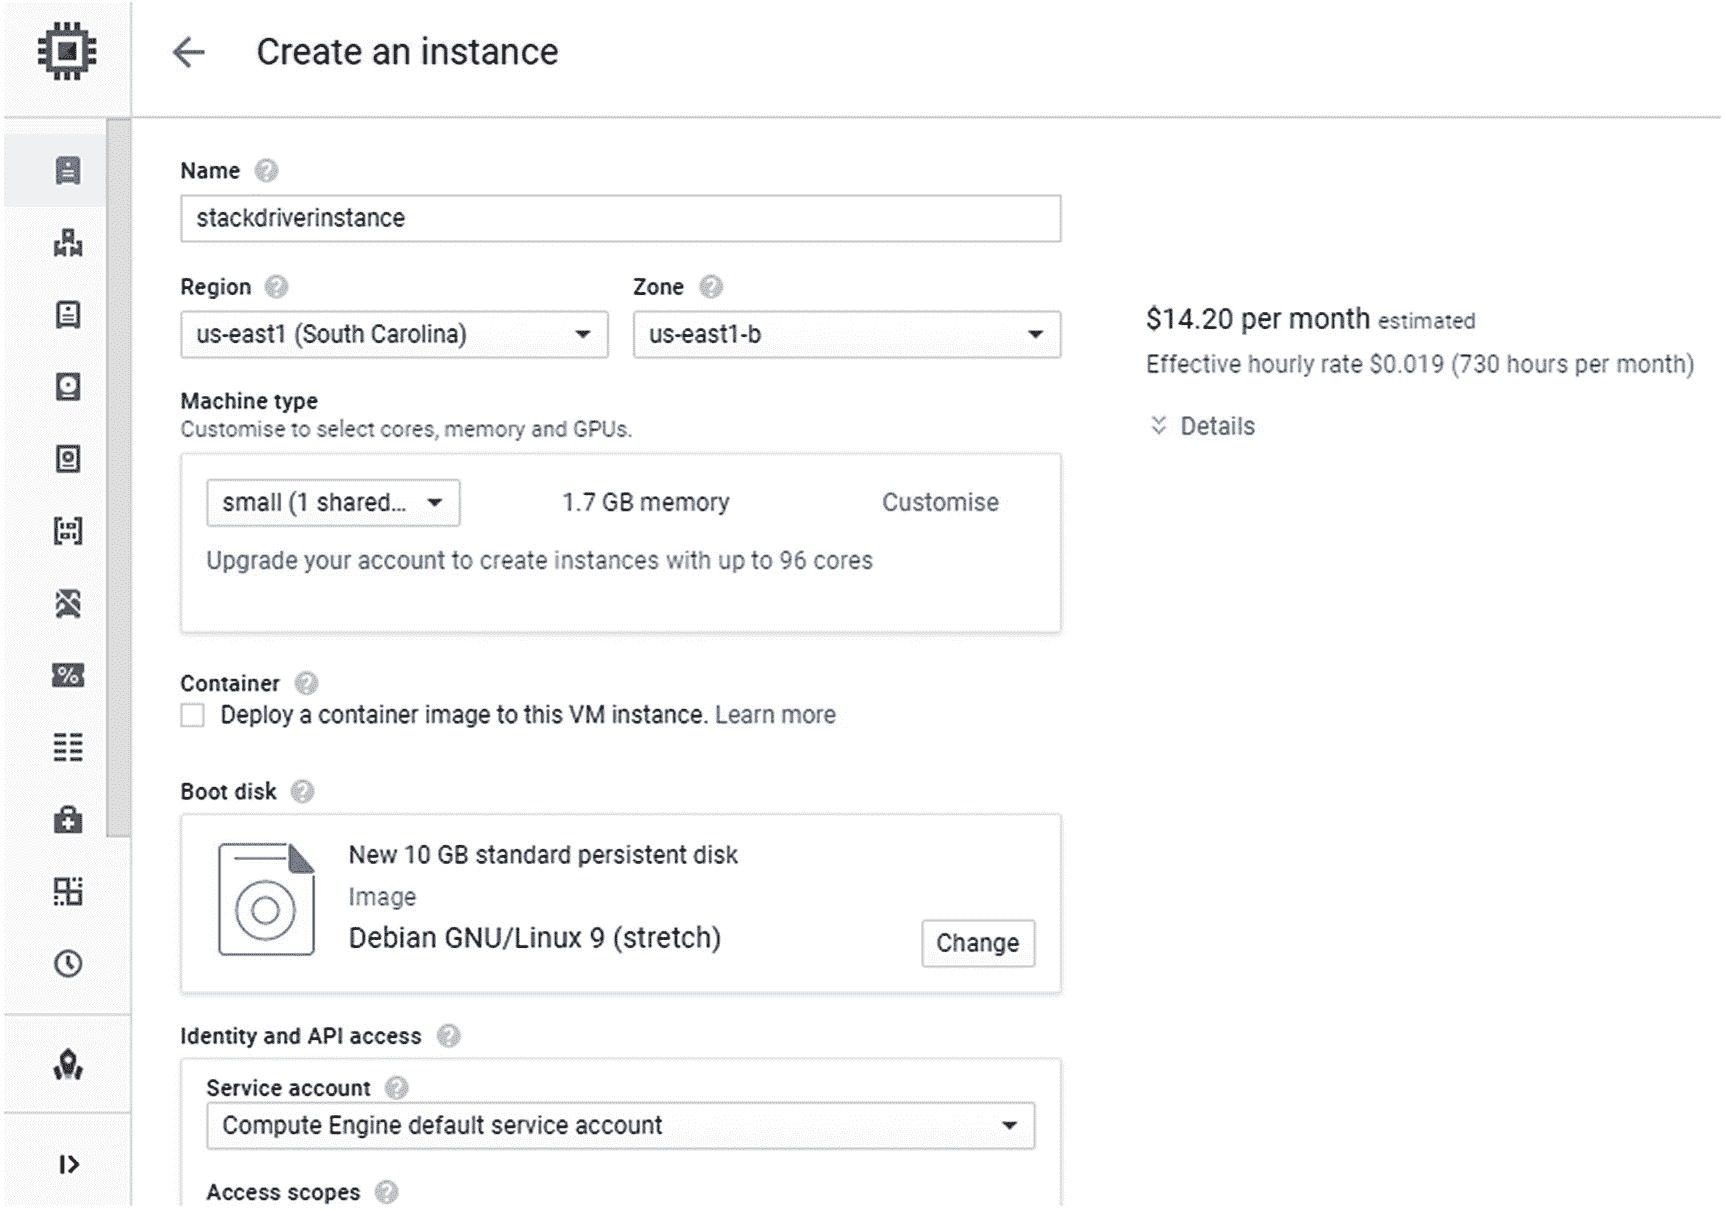 Create an instance
Name
stackdriverinstance
Region
Zone
us-east1 (South Carolina)
us-east1-b
$14.20 per month estimated
Effective hourly rate $0.019 (730 hours per month)
Details
Machine type
Customise to select cores, memory and GPUs.
small (1 shared...
1.7 GB memory
Customise
Upgrade your account to create instances with up to 96 cores
Container
Deploy a container image to this VM instance. Learn more
Boot disk
New 10 GB standard persistent disk
Image
Debian GNU/Linux 9 (stretch)
Change
Identity and API access
Service account
Compute Engine default service account
Access scopes